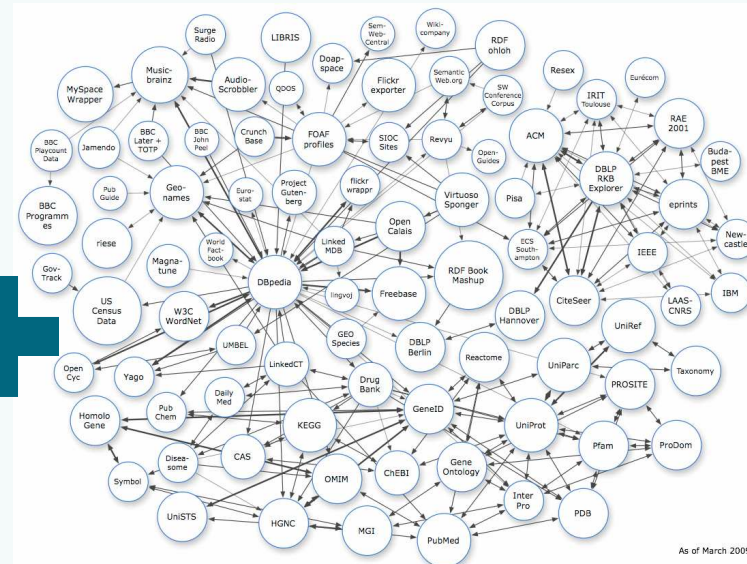 Surge
Radio
LIBRIS
Sem-
Web-
Central
Wiki-
company
RDF
ohloh
Music-
brainz
Audio-
Scrobbler
MySpace
Wrapper
QDOS
Doap-
space
Flickr
exporter
Semantic
Web.org
SW
Conference
Corpus
Resex
IRIT
Toulouse
Eurécom
RAE
2001
ACM
BBC
Playcount
Data
Jamendo
BBC
Later +
TOTP
BBC
John
Peel
Crunch
Base
FOAF
profiles
SIOC
Sites
Revyu
Open-
Guides
DBLP
RKB
Explorer
Buda-
pest
BME
Pub
Guide
Geo-
names
Euro-
stat
Project
Guten-
berg
flickr
wrappr
Virtuoso
Sponger
Pisa
eprints
BBC
Programm
es
riese
World
Fact-
book
Linked
MDB
Open
Calais
ECS
South-
ampton
IEEE
New-
castle
Gov-
Track
Magna-
tune
DBpedia
lingvoj
Freebase
RDF Book
Mashup
CiteSeer
LAAS-
CNRS
IBM
US
Census
Data
W3C
WordNet
UMBEL
GEO
Species
DBLP
Berlin
DBLP
Hannover
UniRef
Open
Cyc
Yago
LinkedCT
Reactome
UniParc
Taxonomy
Drug
Bank
PROSITE
Daily
Med
Homolo
Gene
Pub
Chem
KEGG
GeneID
UniProt
Pfam
ProDom
Symbol
Disea-
some
CAS
OMIM
ChEBI
Gene
Ontology
Inter
Pro
UniSTS
HGNC
MGI
PubMed
PDB
As of March 2009